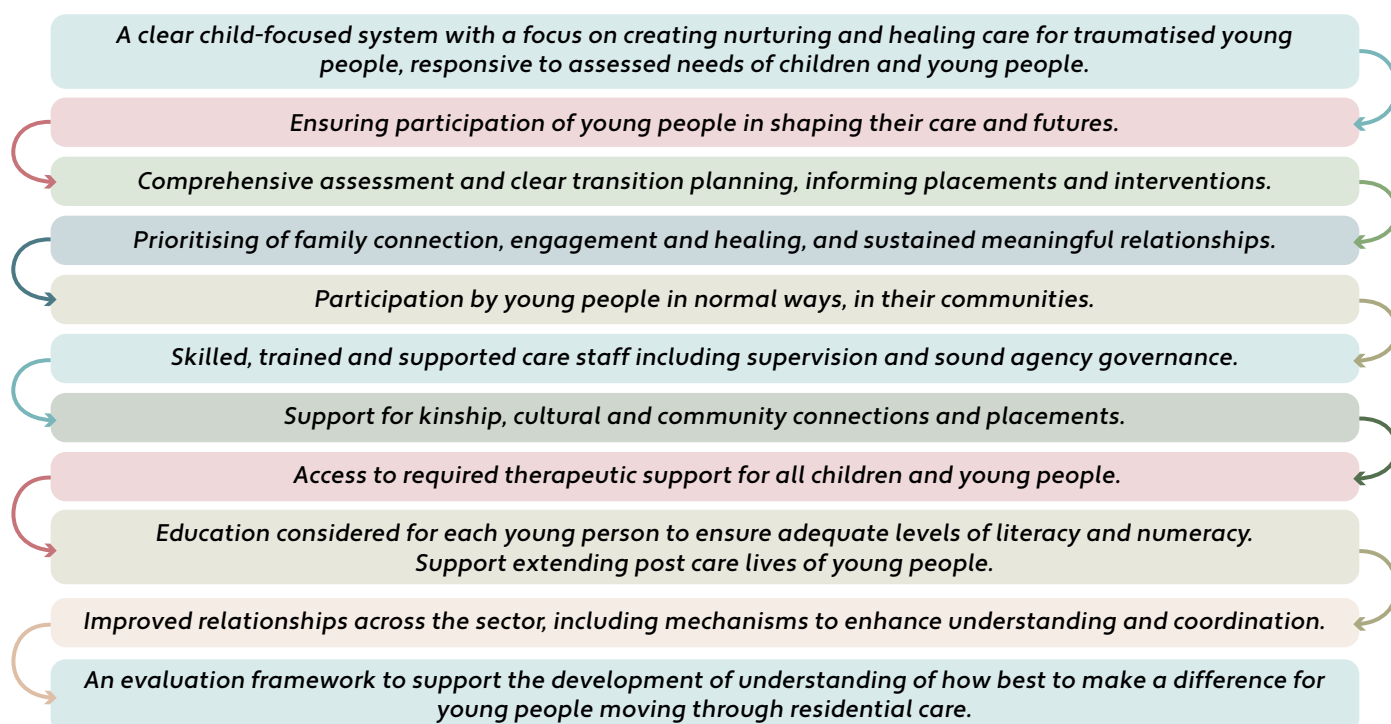 A clear child-focused system with a focus on creating nurturing and healing care for traumatised young
people, responsive to assessed needs of children and young people.
Ensuring participation of young people in shaping their care and futures.
Comprehensive assessment and clear transition planning, informing placements and interventions.
Prioritising of family connection, engagement and healing, and sustained meaningful relationships.
Participation by young people in normal ways, in their communities.
Skilled, trained and supported care staff including supervision and sound agency governance.
Support for kinship, cultural and community connections and placements.
Access to required therapeutic support for all children and young people.
Education considered for each young person to ensure adequate levels of literacy and numeracy.
Support extending post care lives of young people.
Improved relationships across the sector, including mechanisms to enhance understanding and coordination.
An evaluation framework to support the development of understanding of how best to make a difference for
young people moving through residential care.